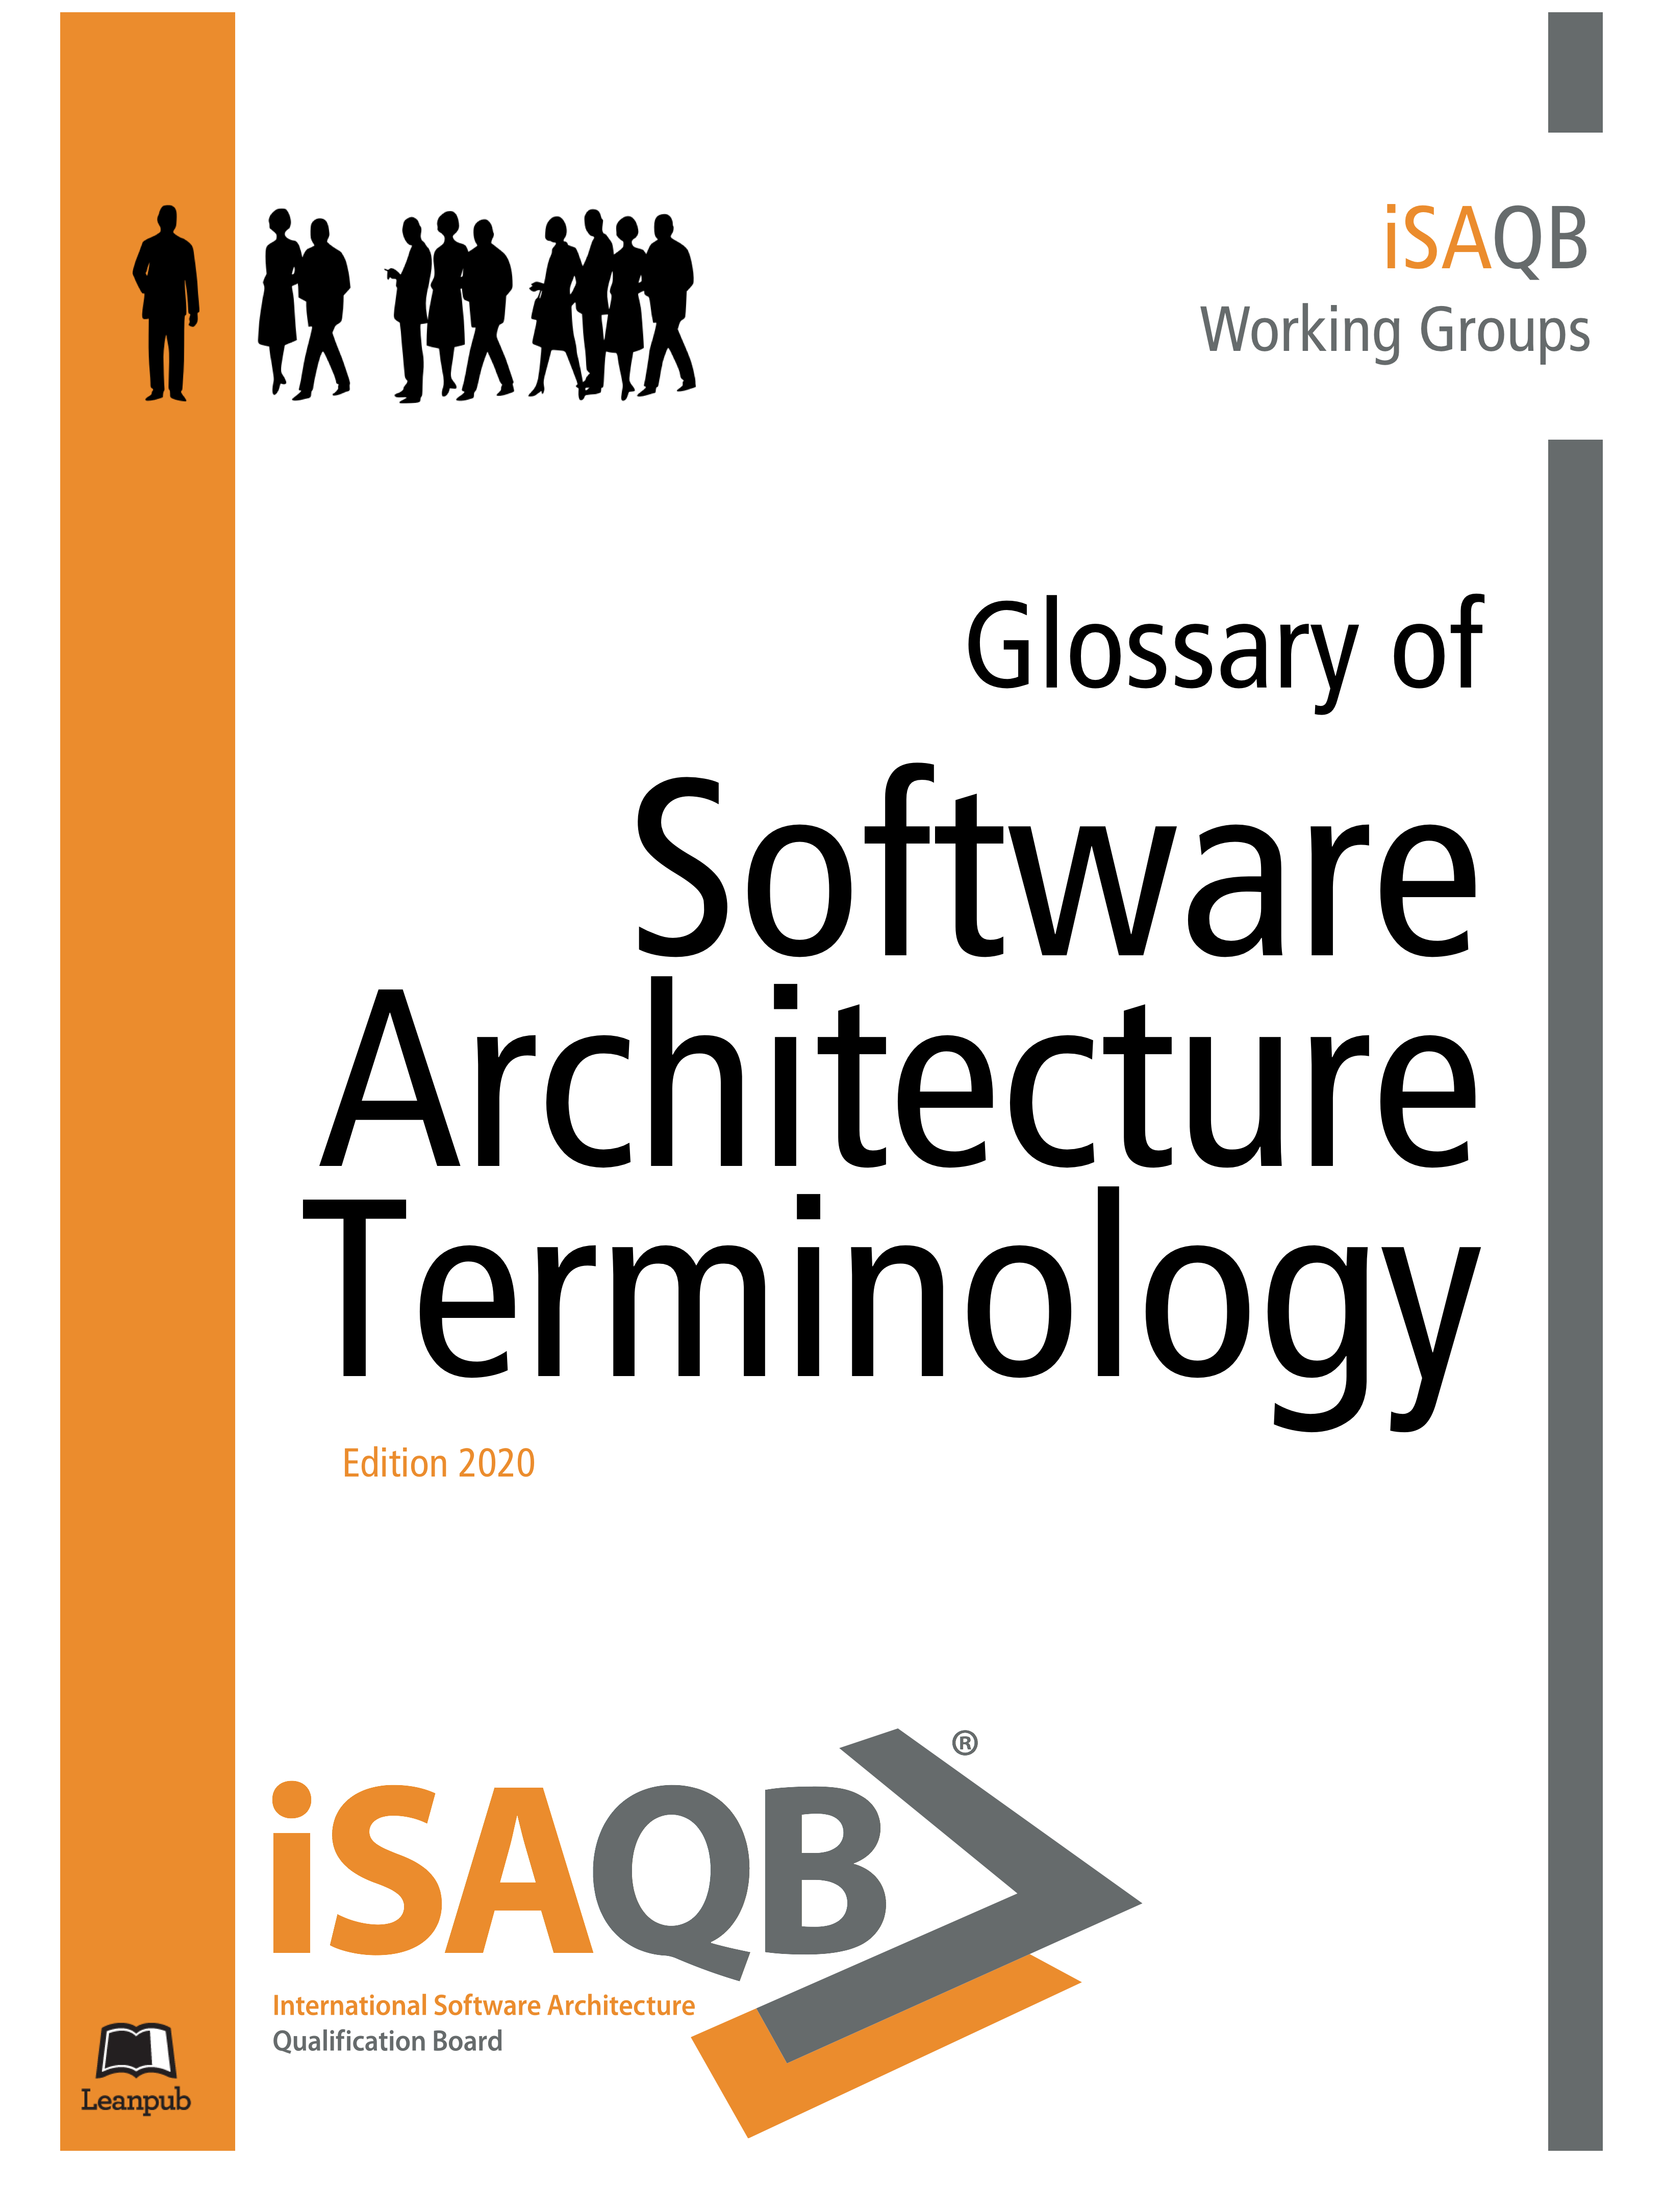 iSAQB
Working Groups
Glossary of
Software
Architecture
Terminology
Edition 2020
®
iSAQB
International Software Architecture
Qualification Board
Leanpub